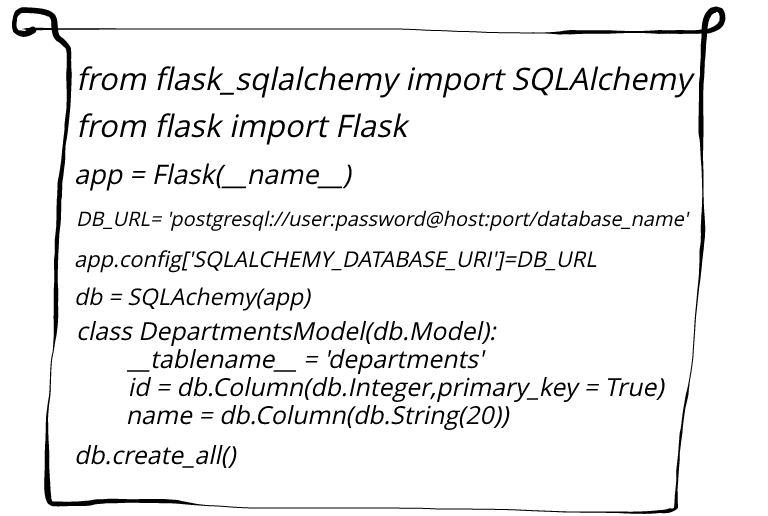 from flask_sqlalchemy import SQLAlchemy
from flask import Flask
app = Flask(__name__)
DB_URL= 'postgresql://user:password@host:port/database_name'
app.config['SQLALCHEMY_DATABASE_URI']=DB_URL
db = SQLAchemy(app)
class DepartmentsModel(db.Model):
__tablename__ = 'departments'
id = db.Column(db.Integer,primary_key = True)
name = db.Column(db.String(20))
db.create_all()